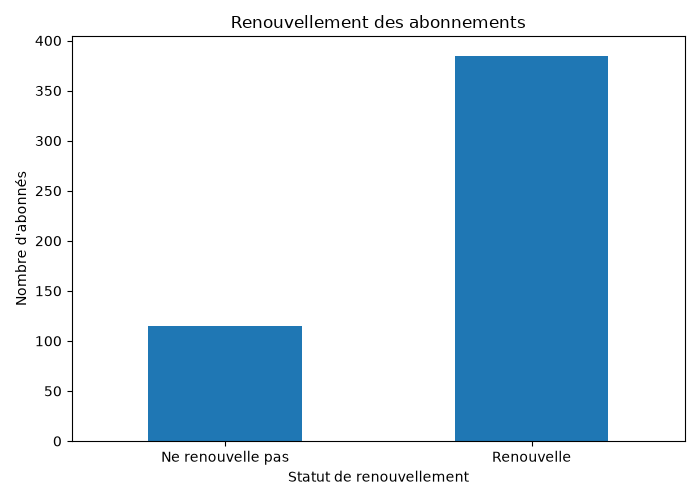 Renouvellement des abonnements
400
350
300
250
200
150
100
50
0
Nombre d'abonnés
Ne renouvelle pas
Renouvelle
Statut de renouvellement